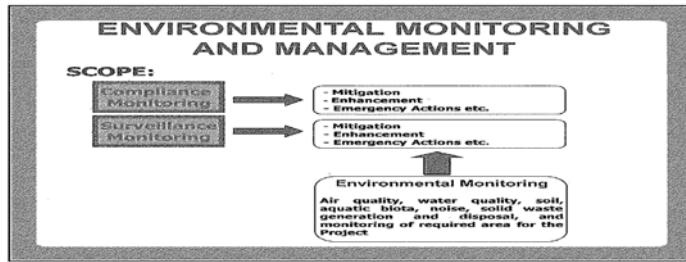 ENVIRONMENTAL MONITORING
AND MANAGEMENT
SCOPE:
Compliance
Monitoring
- Mitigation
- Enhancement
- Emergency Actions etc.
Surveillance
Monitoring
- Mitigation
- Enhancement
- Emergency Actions etc.
Environmental Monitoring
Air quality, water quality, soil,
aquatic biota, noise, solid waste
generation and disposal, and
monitoring of required area for the
Project